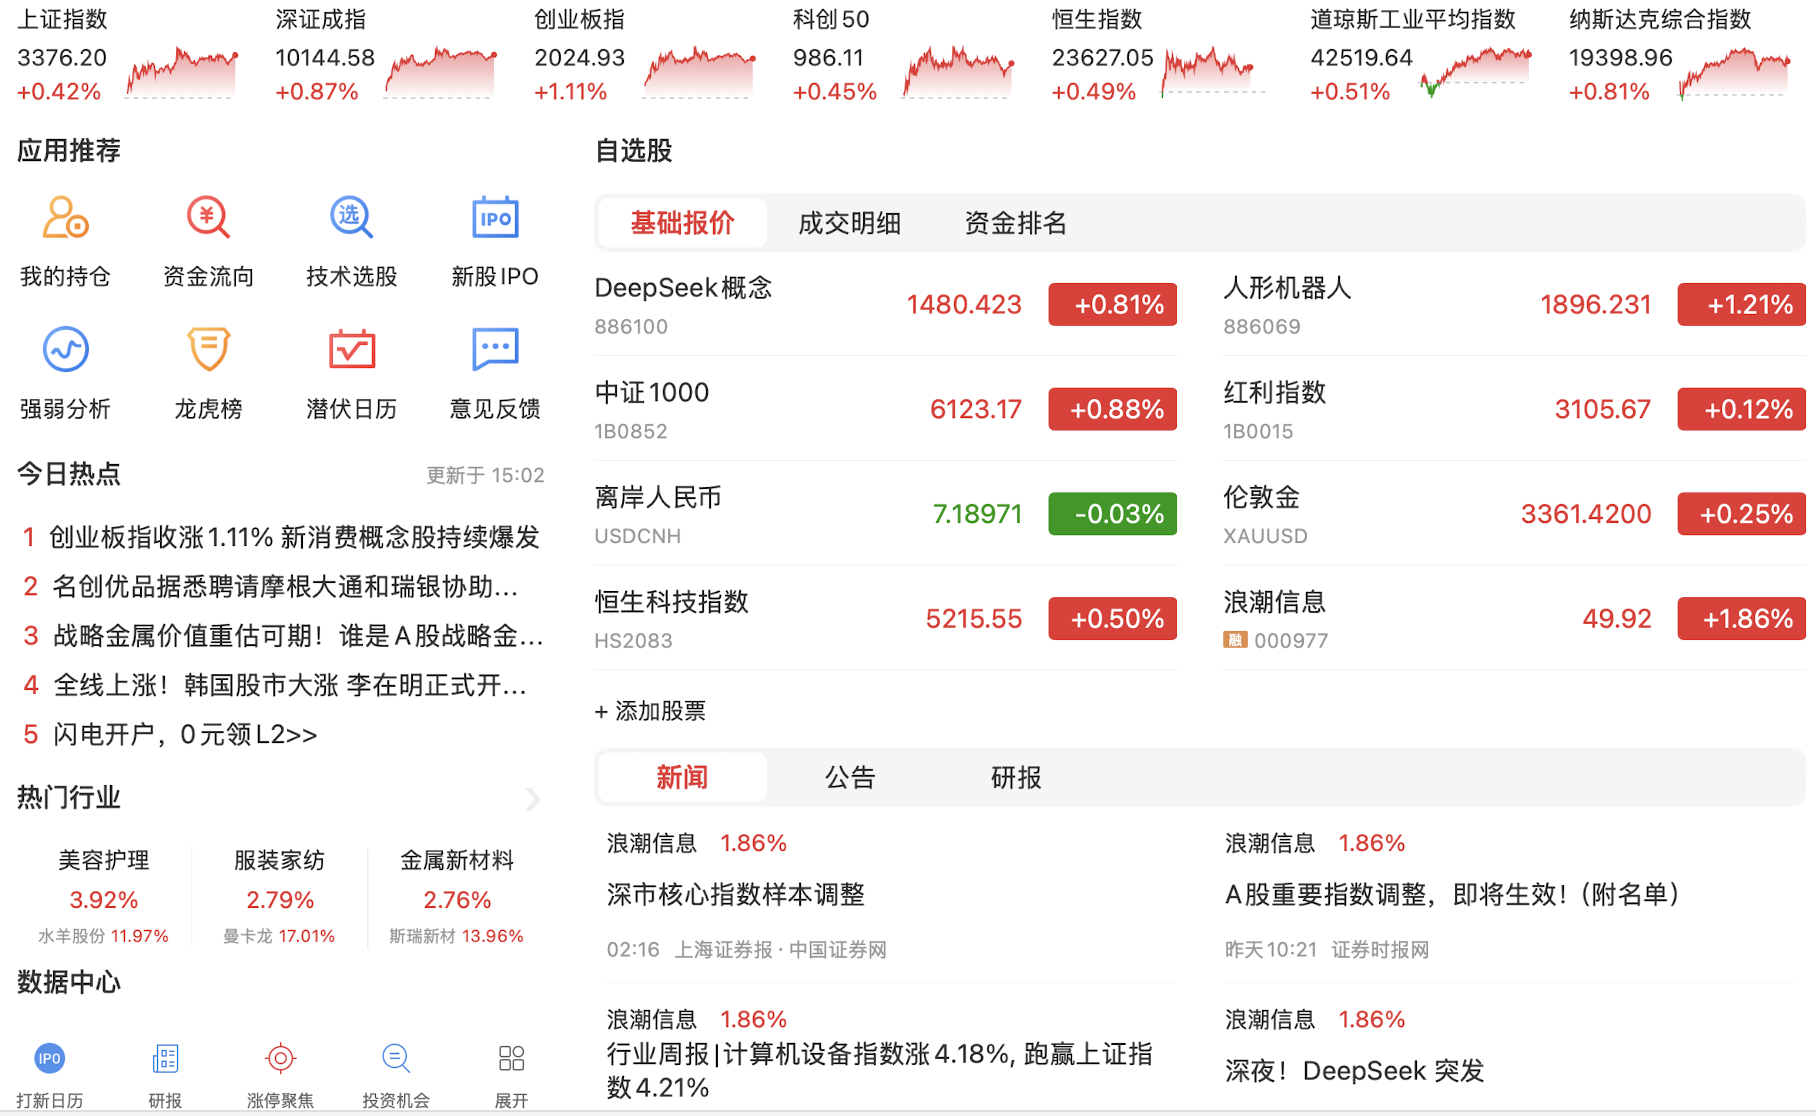 上证指数
3376.20
+0.42%
深证成指
10144.58
+0.87%
创业板指
2024.93
+1.11%
科创50
986.11
+0.45%
恒生指数
23627.05
+0.49%
道琼斯工业平均指数
42519.64
+0.51%
纳斯达克综合指数
19398.96
+0.81%
应用推荐
¥
选
IPO
我的持仓
资金流向
技术选股
新股IPO
强弱分析
龙虎榜
潜伏日历
意见反馈
今日热点
更新于 15:02
1 创业板指收涨1.11% 新消费概念股持续爆发
2 名创优品据悉聘请摩根大通和瑞银协助...
3 战略金属价值重估可期！谁是A股战略金...
4 全线上涨！韩国股市大涨 李在明正式开...
5 闪电开户，0元领L2>>
热门行业
美容护理
3.92%
水羊股份 11.97%
服装家纺
2.79%
曼卡龙 17.01%
金属新材料
2.76%
斯瑞新材 13.96%
数据中心
IPO
打新日历
研报
涨停聚焦
投资机会
展开
自选股
基础报价
成交明细
资金排名
DeepSeek概念
886100
1480.423
+0.81%
人形机器人
886069
1896.231
+1.21%
中证1000
1B0852
6123.17
+0.88%
红利指数
1B0015
3105.67
+0.12%
离岸人民币
USDCNH
7.18971
-0.03%
伦敦金
XAUUSD
3361.4200
+0.25%
恒生科技指数
HS2083
5215.55
+0.50%
浪潮信息
融 000977
49.92
+1.86%
+ 添加股票
新闻
公告
研报
浪潮信息 1.86%
深市核心指数样本调整
02:16 上海证券报·中国证券网
浪潮信息 1.86%
A股重要指数调整，即将生效！（附名单）
昨天10:21 证券时报网
浪潮信息 1.86%
行业周报|计算机设备指数涨4.18%, 跑赢上证指
数4.21%
浪潮信息 1.86%
深夜！DeepSeek 突发